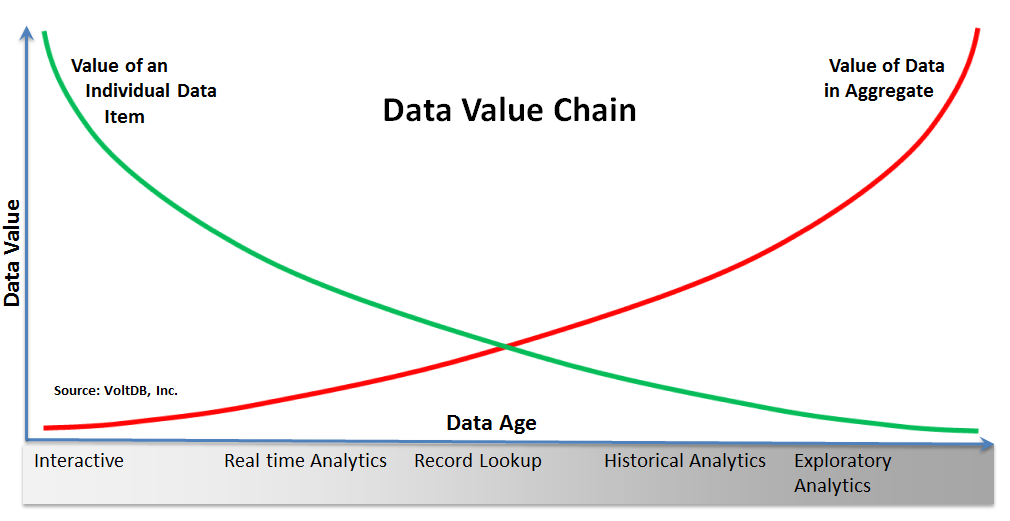 Value of an
Individual Data
Item
Data Value Chain
Value of Data
in Aggregate
Data Value
Source: VoltDB, Inc.
Data Age
Interactive
Real time Analytics
Record Lookup
Historical Analytics
Exploratory
Analytics